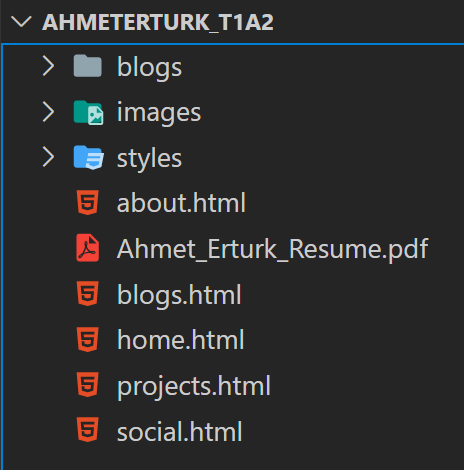 AHMETERTURK_T1A2
blogs
images
styles
about.html
Ahmet_Erturk_Resume.pdf
blogs.html
home.html
projects.html
social.html